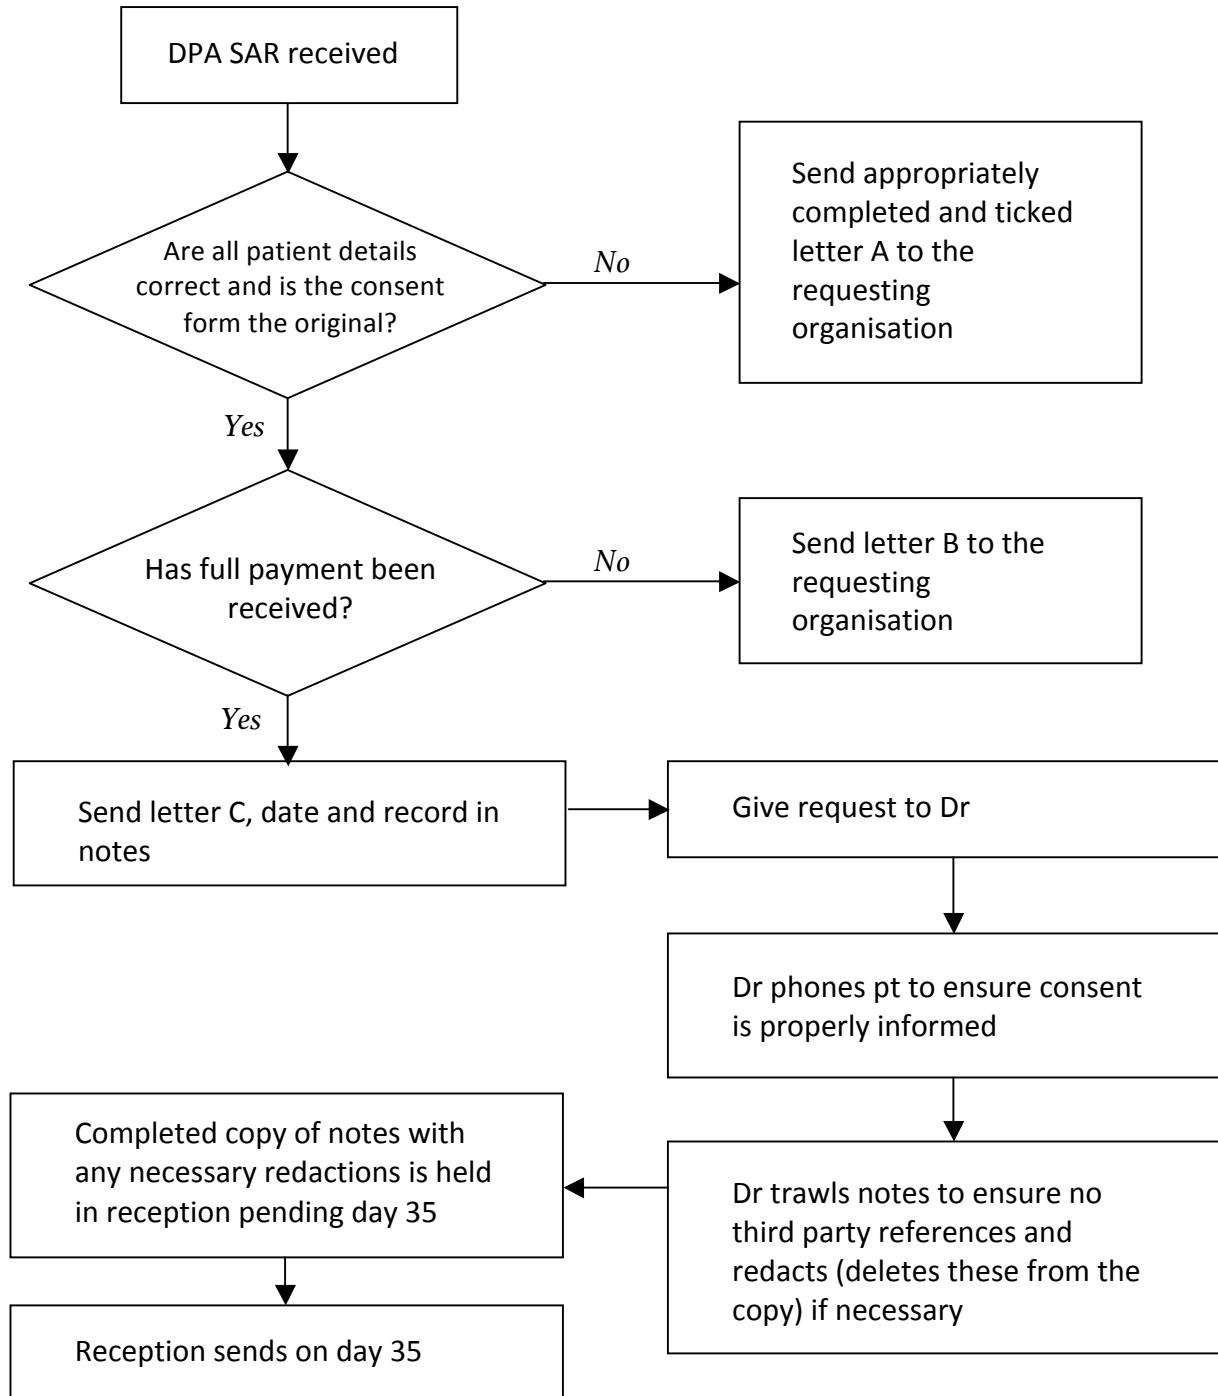 DPA SAR received
Are all patient details
correct and is the consent
form the original?
No
Send appropriately
completed and ticked
letter A to the
requesting
organisation
Yes
Has full payment been
received?
No
Send letter B to the
requesting
organisation
Yes
Send letter C, date and record in
notes
Give request to Dr
Dr phones pt to ensure consent
is properly informed
Dr trawls notes to ensure no
third party references and
redacts (deletes these from the
copy) if necessary
Completed copy of notes with
any necessary redactions is held
in reception pending day 35
Reception sends on day 35